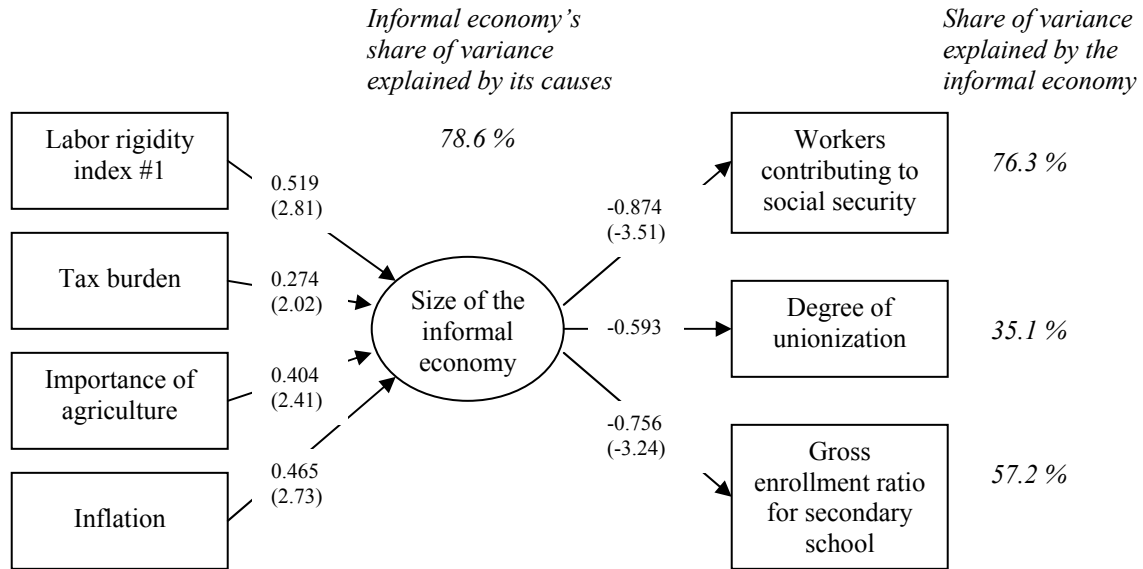 Informal economy’s
share of variance
explained by its causes
Share of variance
explained by the
informal economy
78.6 %
Labor rigidity
index #1
0.519
(2.81)
Tax burden
0.274
(2.02)
Importance of
agriculture
0.404
(2.41)
Inflation
0.465
(2.73)
Size of the
informal
economy
-0.874
(-3.51)
-0.593
-0.756
(-3.24)
Workers
contributing to
social security
76.3 %
Degree of
unionization
35.1 %
Gross
enrollment ratio
for secondary
school
57.2 %